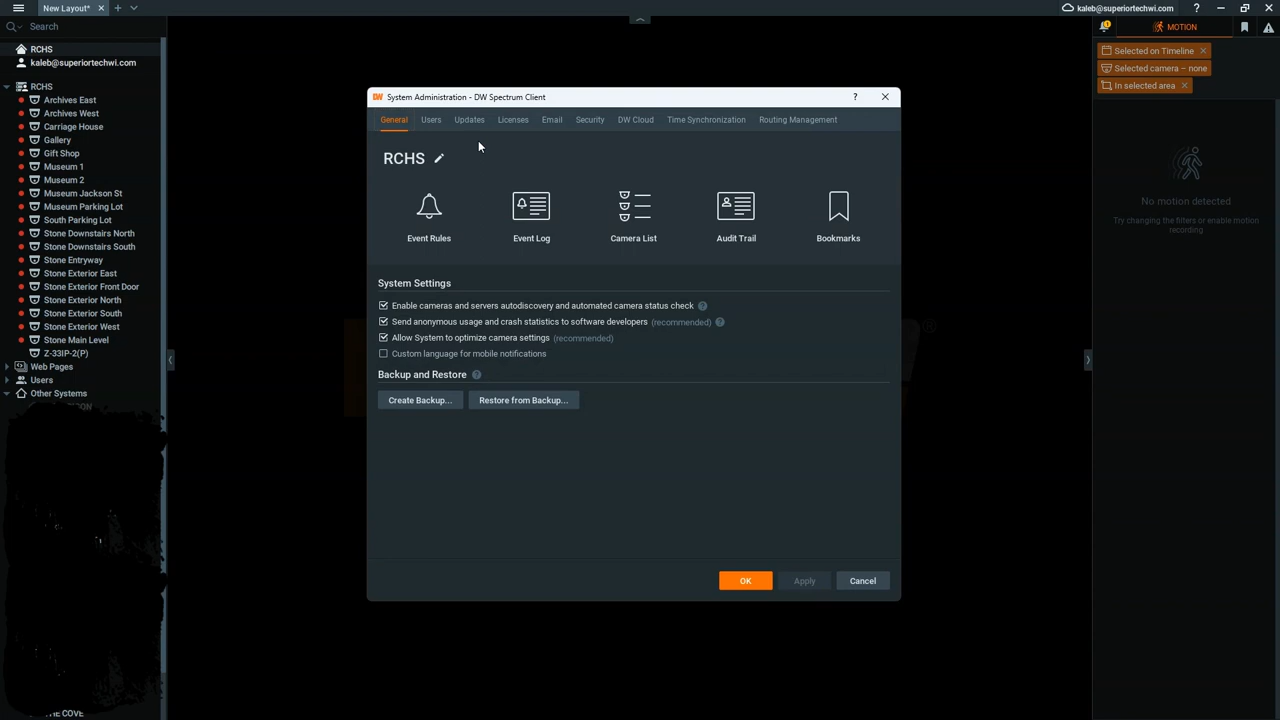 New Layout*
kaleb@superiortechwi.com
Search
MOTION
RCHS
kaleb@superiortechwi.com
RCHS
Archives East
Archives West
Carriage House
Gallery
Gift Shop
Museum 1
Museum 2
Museum Jackson St
Museum Parking Lot
South Parking Lot
Stone Downstairs North
Stone Downstairs South
Stone Entryway
Stone Exterior East
Stone Exterior Front Door
Stone Exterior North
Stone Exterior South
Stone Exterior West
Stone Main Level
Z-33IP-2(P)
Web Pages
Users
Other Systems
THE COVE
DW System Administration - DW Spectrum Client ?
General Users Updates Licenses Email Security DW Cloud Time Synchronization Routing Management
RCHS
Event Rules Event Log Camera List Audit Trail Bookmarks
System Settings
Enable cameras and servers autodiscovery and automated camera status check ?
Send anonymous usage and crash statistics to software developers (recommended) ?
Allow System to optimize camera settings (recommended)
Custom language for mobile notifications
Backup and Restore ?
Create Backup... Restore from Backup...
OK Apply Cancel
Selected on Timeline
Selected camera – none
In selected area
No motion detected
Try changing the filters or enable motion
recording